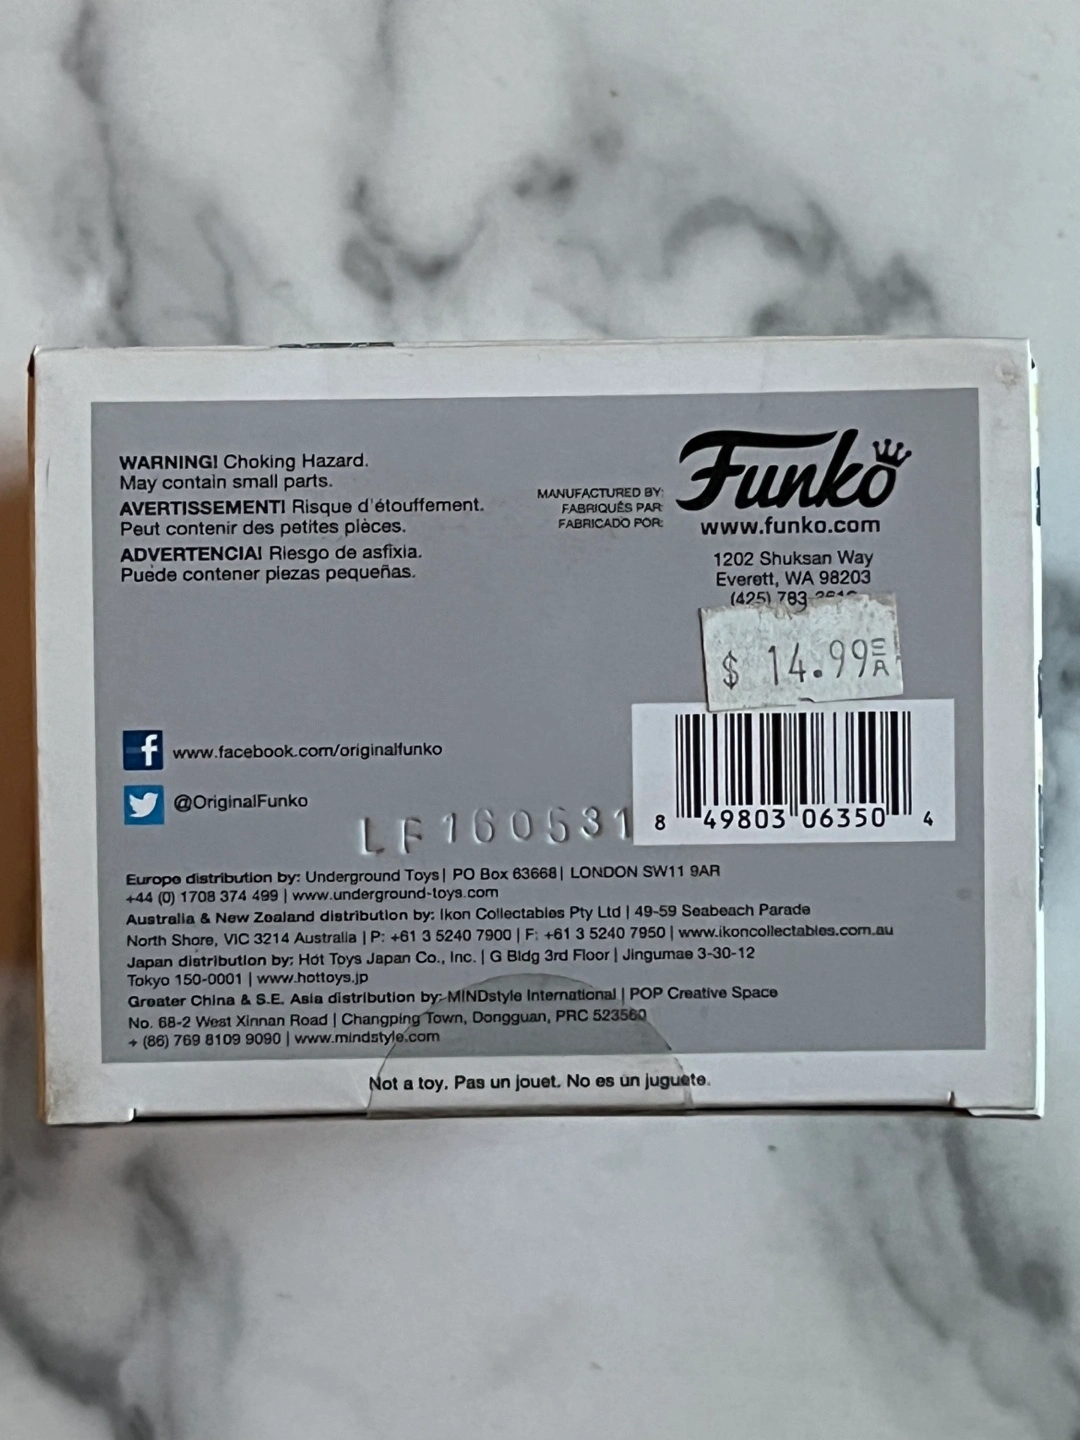 WARNING! Choking Hazard.
May contain small parts.
AVERTISSEMENT! Risque d'étouffement.
Peut contenir des petites pièces.
ADVERTENCIA! Riesgo de asfixia.
Puede contener piezas pequeñas.
MANUFACTURED BY:
FABRIQUÉS PAR:
FABRICADO POR:
Funko
www.funko.com
1202 Shuksan Way
Everett, WA 98203
(425) 783
$ 14.99 EA
www.facebook.com/originalfunko
@OriginalFunko
LF160531
8 49803 06350 4
Europe distribution by: Underground Toys | PO Box 63668 | LONDON SW11 9AR
+44 (0) 1708 374 499 | www.underground-toys.com
Australia & New Zealand distribution by: Ikon Collectables Pty Ltd | 49-59 Seabeach Parade
North Shore, VIC 3214 Australia | P: +61 3 5240 7900 | F: +61 3 5240 7950 | www.ikoncollectables.com.au
Japan distribution by: Hot Toys Japan Co., Inc. | G Bldg 3rd Floor | Jingumae 3-30-12
Tokyo 150-0001 | www.hottoys.jp
Greater China & S.E. Asia distribution by: MINDstyle International | POP Creative Space
No. 68-2 West Xinnan Road | Changping Town, Dongguan, PRC 523560
+ (86) 769 8109 9090 | www.mindstyle.com
Not a toy. Pas un jouet. No es un juguete.